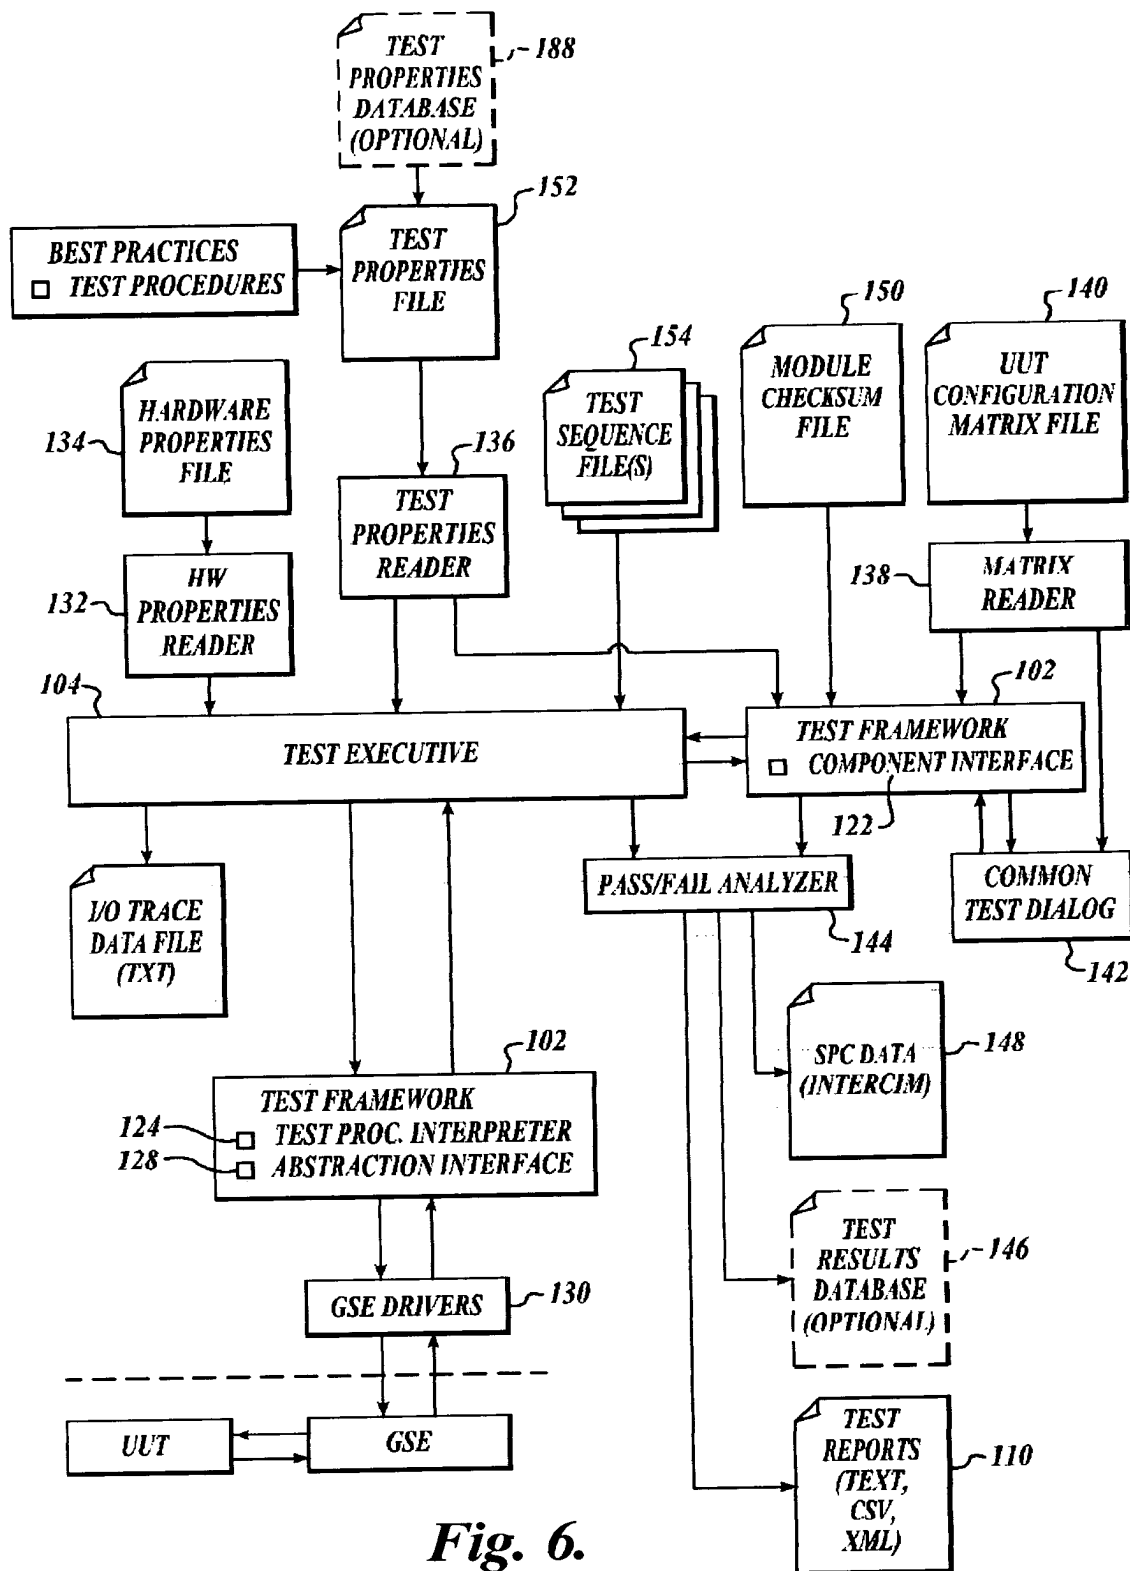 TEST
PROPERTIES
DATABASE
(OPTIONAL)
188
152
BEST PRACTICES
TEST PROCEDURES
TEST
PROPERTIES
FILE
150
140
154
MODULE
CHECKSUM
FILE
UUT
CONFIGURATION
MATRIX FILE
134
HARDWARE
PROPERTIES
FILE
TEST
SEQUENCE
FILE(S)
136
TEST
PROPERTIES
READER
132
HW
PROPERTIES
READER
138
MATRIX
READER
104
102
TEST EXECUTIVE
TEST FRAMEWORK
COMPONENT INTERFACE
122
I/O TRACE
DATA FILE
(TXT)
PASS/FAIL ANALYZER
144
COMMON
TEST DIALOG
142
SPC DATA
(INTERCIM)
148
102
TEST FRAMEWORK
124
TEST PROC. INTERPRETER
128
ABSTRACTION INTERFACE
TEST
RESULTS
DATABASE
(OPTIONAL)
146
GSE DRIVERS
130
UUT
GSE
TEST
REPORTS
(TEXT,
CSV,
XML)
110
Fig. 6.